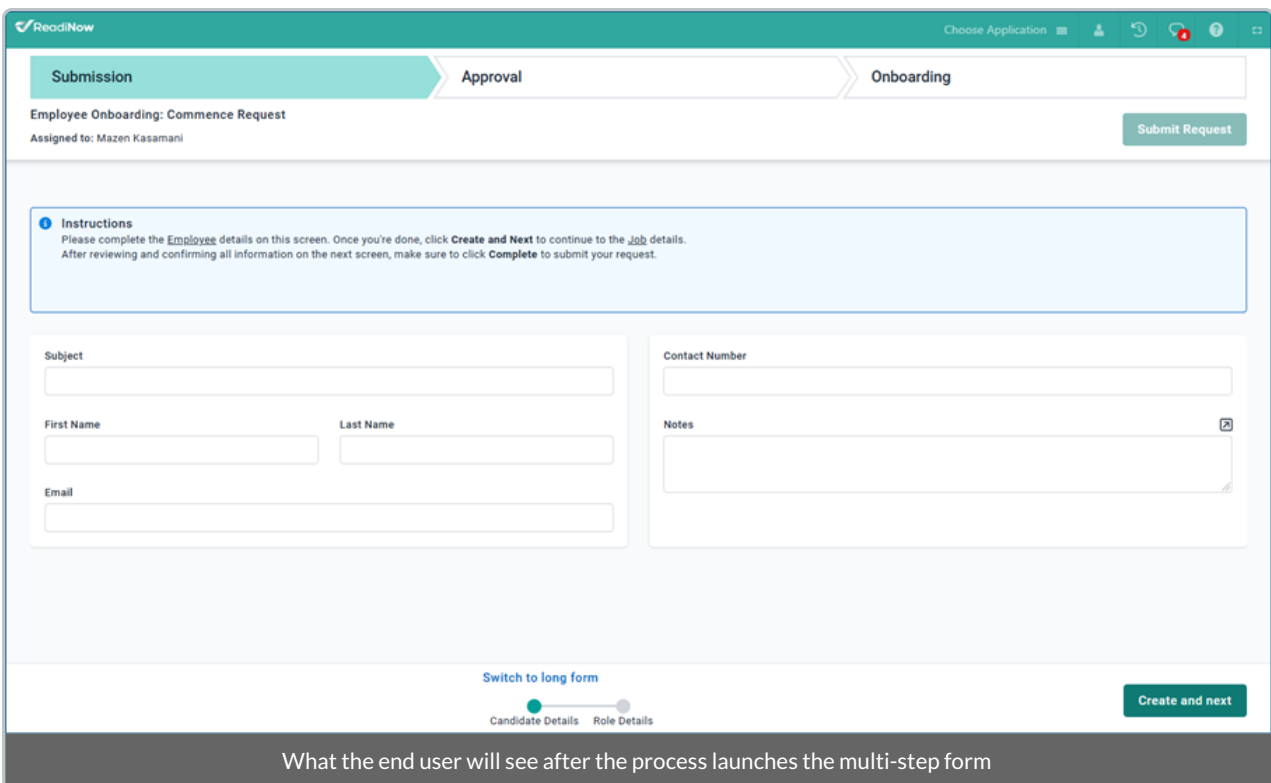 ReadiNow
Choose Application
4
?
Submission
Approval
Onboarding
Employee Onboarding: Commence Request
Assigned to: Mazen Kasamani
Submit Request
Instructions
Please complete the Employee details on this screen. Once you're done, click Create and Next to continue to the Job details.
After reviewing and confirming all information on the next screen, make sure to click Complete to submit your request.
Subject
Contact Number
First Name
Last Name
Notes
Email
Switch to long form
Candidate Details
Role Details
Create and next
What the end user will see after the process launches the multi-step form